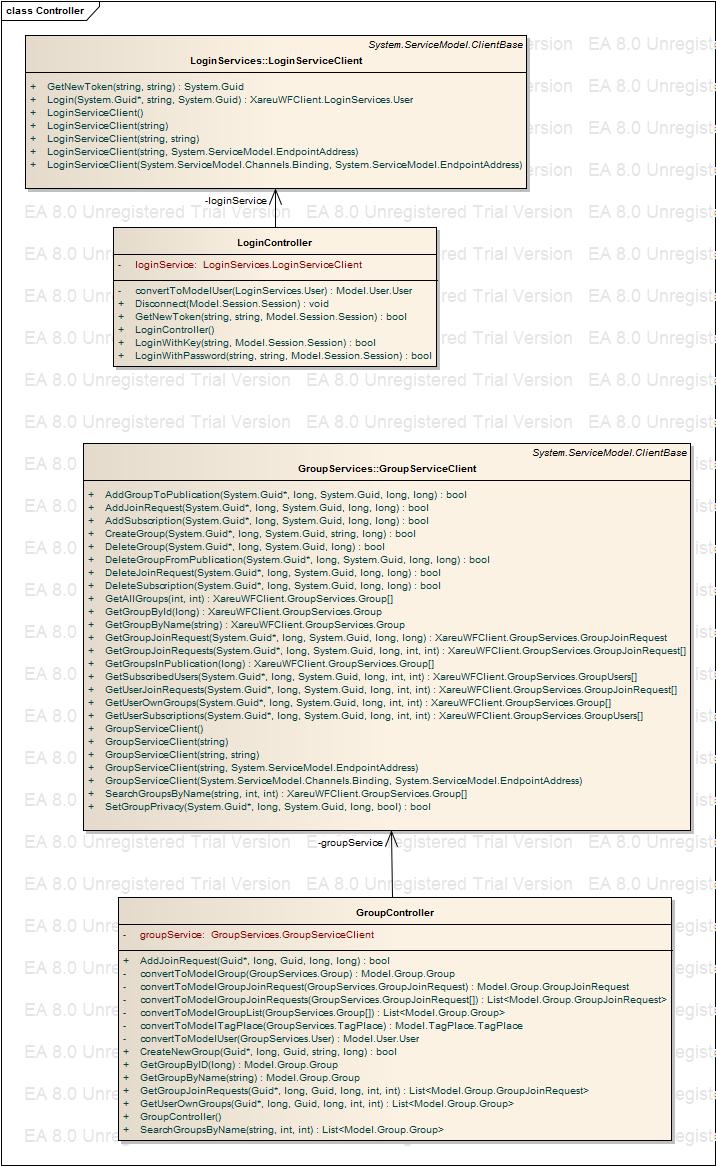 class Controller
System.ServiceModel.ClientBase
LoginServices::LoginServiceClient
+ GetNewToken(string, string) : System.Guid
+ Login(System.Guid*, string, System.Guid) : XareuWFClient.LoginServices.User
+ LoginServiceClient()
+ LoginServiceClient(string)
+ LoginServiceClient(string, string)
+ LoginServiceClient(string, System.ServiceModel.EndpointAddress)
+ LoginServiceClient(System.ServiceModel.Channels.Binding, System.ServiceModel.EndpointAddress)
-loginService
LoginController
- loginService: LoginServices.LoginServiceClient
- convertToModelUser(LoginServices.User) : Model.User.User
+ Disconnect(Model.Session.Session) : void
+ GetNewToken(string, string, Model.Session.Session) : bool
+ LoginController()
+ LoginWithKey(string, Model.Session.Session) : bool
+ LoginWithPassword(string, string, Model.Session.Session) : bool
EA 8.0 Unregistered Trial Version EA 8.0 Unregistered Trial Version EA 8.0 Unregist
System.ServiceModel.ClientBase
GroupServices::GroupServiceClient
+ AddGroupToPublication(System.Guid*, long, System.Guid, long, long) : bool
+ AddJoinRequest(System.Guid*, long, System.Guid, long, long) : bool
+ AddSubscription(System.Guid*, long, System.Guid, long, long) : bool
+ CreateGroup(System.Guid*, long, System.Guid, string, long) : bool
+ DeleteGroup(System.Guid*, long, System.Guid, long) : bool
+ DeleteGroupFromPublication(System.Guid*, long, System.Guid, long, long) : bool
+ DeleteJoinRequest(System.Guid*, long, System.Guid, long, long) : bool
+ DeleteSubscription(System.Guid*, long, System.Guid, long, long) : bool
+ GetAllGroups(int, int) : XareuWFClient.GroupServices.Group[]
+ GetGroupById(long) : XareuWFClient.GroupServices.Group
+ GetGroupByName(string) : XareuWFClient.GroupServices.Group
+ GetGroupJoinRequest(System.Guid*, long, System.Guid, long, long) : XareuWFClient.GroupServices.GroupJoinRequest
+ GetGroupJoinRequests(System.Guid*, long, System.Guid, long, int, int) : XareuWFClient.GroupServices.GroupJoinRequest[]
+ GetGroupsInPublication(long) : XareuWFClient.GroupServices.Group[]
+ GetSubscribedUsers(System.Guid*, long, System.Guid, long, int, int) : XareuWFClient.GroupServices.GroupUsers[]
+ GetUserJoinRequests(System.Guid*, long, System.Guid, long, int, int) : XareuWFClient.GroupServices.GroupJoinRequest[]
+ GetUserOwnGroups(System.Guid*, long, System.Guid, long, int, int) : XareuWFClient.GroupServices.Group[]
+ GetUserSubscriptions(System.Guid*, long, System.Guid, long, int, int) : XareuWFClient.GroupServices.GroupUsers[]
+ GroupServiceClient()
+ GroupServiceClient(string)
+ GroupServiceClient(string, string)
+ GroupServiceClient(string, System.ServiceModel.EndpointAddress)
+ GroupServiceClient(System.ServiceModel.Channels.Binding, System.ServiceModel.EndpointAddress)
+ SearchGroupsByName(string, int, int) : XareuWFClient.GroupServices.Group[]
+ SetGroupPrivacy(System.Guid*, long, System.Guid, long, bool) : bool
-groupService
GroupController
- groupService: GroupServices.GroupServiceClient
+ AddJoinRequest(Guid*, long, Guid, long, long) : bool
- convertToModelGroup(GroupServices.Group) : Model.Group.Group
- convertToModelGroupJoinRequest(GroupServices.GroupJoinRequest) : Model.Group.GroupJoinRequest
- convertToModelGroupJoinRequests(GroupServices.GroupJoinRequest[]) : List<Model.Group.GroupJoinRequest>
- convertToModelGroupList(GroupServices.Group[]) : List<Model.Group.Group>
- convertToModelTagPlace(GroupServices.TagPlace) : Model.TagPlace.TagPlace
- convertToModelUser(GroupServices.User) : Model.User.User
+ CreateNewGroup(Guid*, long, Guid, string, long) : bool
+ GetGroupByID(long) : Model.Group.Group
+ GetGroupByName(string) : Model.Group.Group
+ GetGroupJoinRequests(Guid*, long, Guid, long, int, int) : List<Model.Group.GroupJoinRequest>
+ GetUserOwnGroups(Guid*, long, Guid, long, int, int) : List<Model.Group.Group>
+ GroupController()
+ SearchGroupsByName(string, int, int) : List<Model.Group.Group>